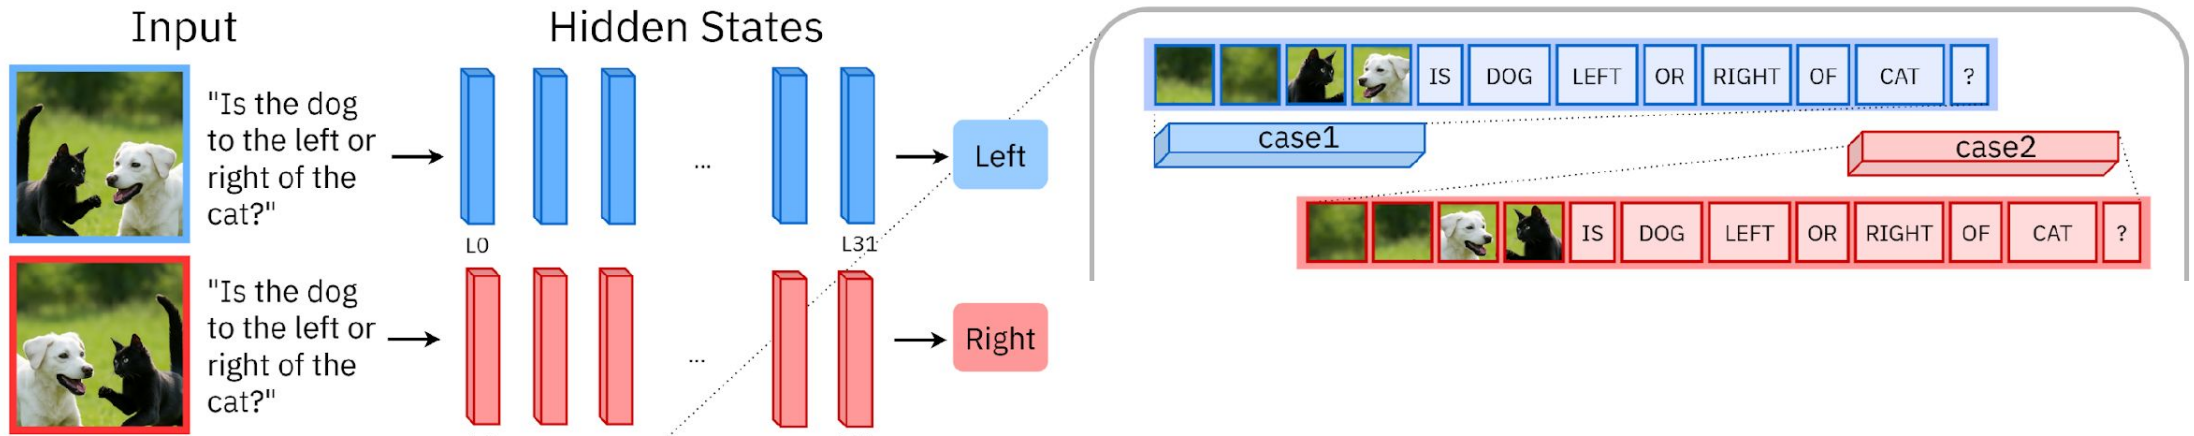 Input
Hidden States
"Is the dog
to the left or
right of the
cat?"
...
L0
L31
Left
"Is the dog
to the left or
right of the
cat?"
...
Right
IS DOG LEFT OR RIGHT OF CAT ?
case1
case2
IS DOG LEFT OR RIGHT OF CAT ?